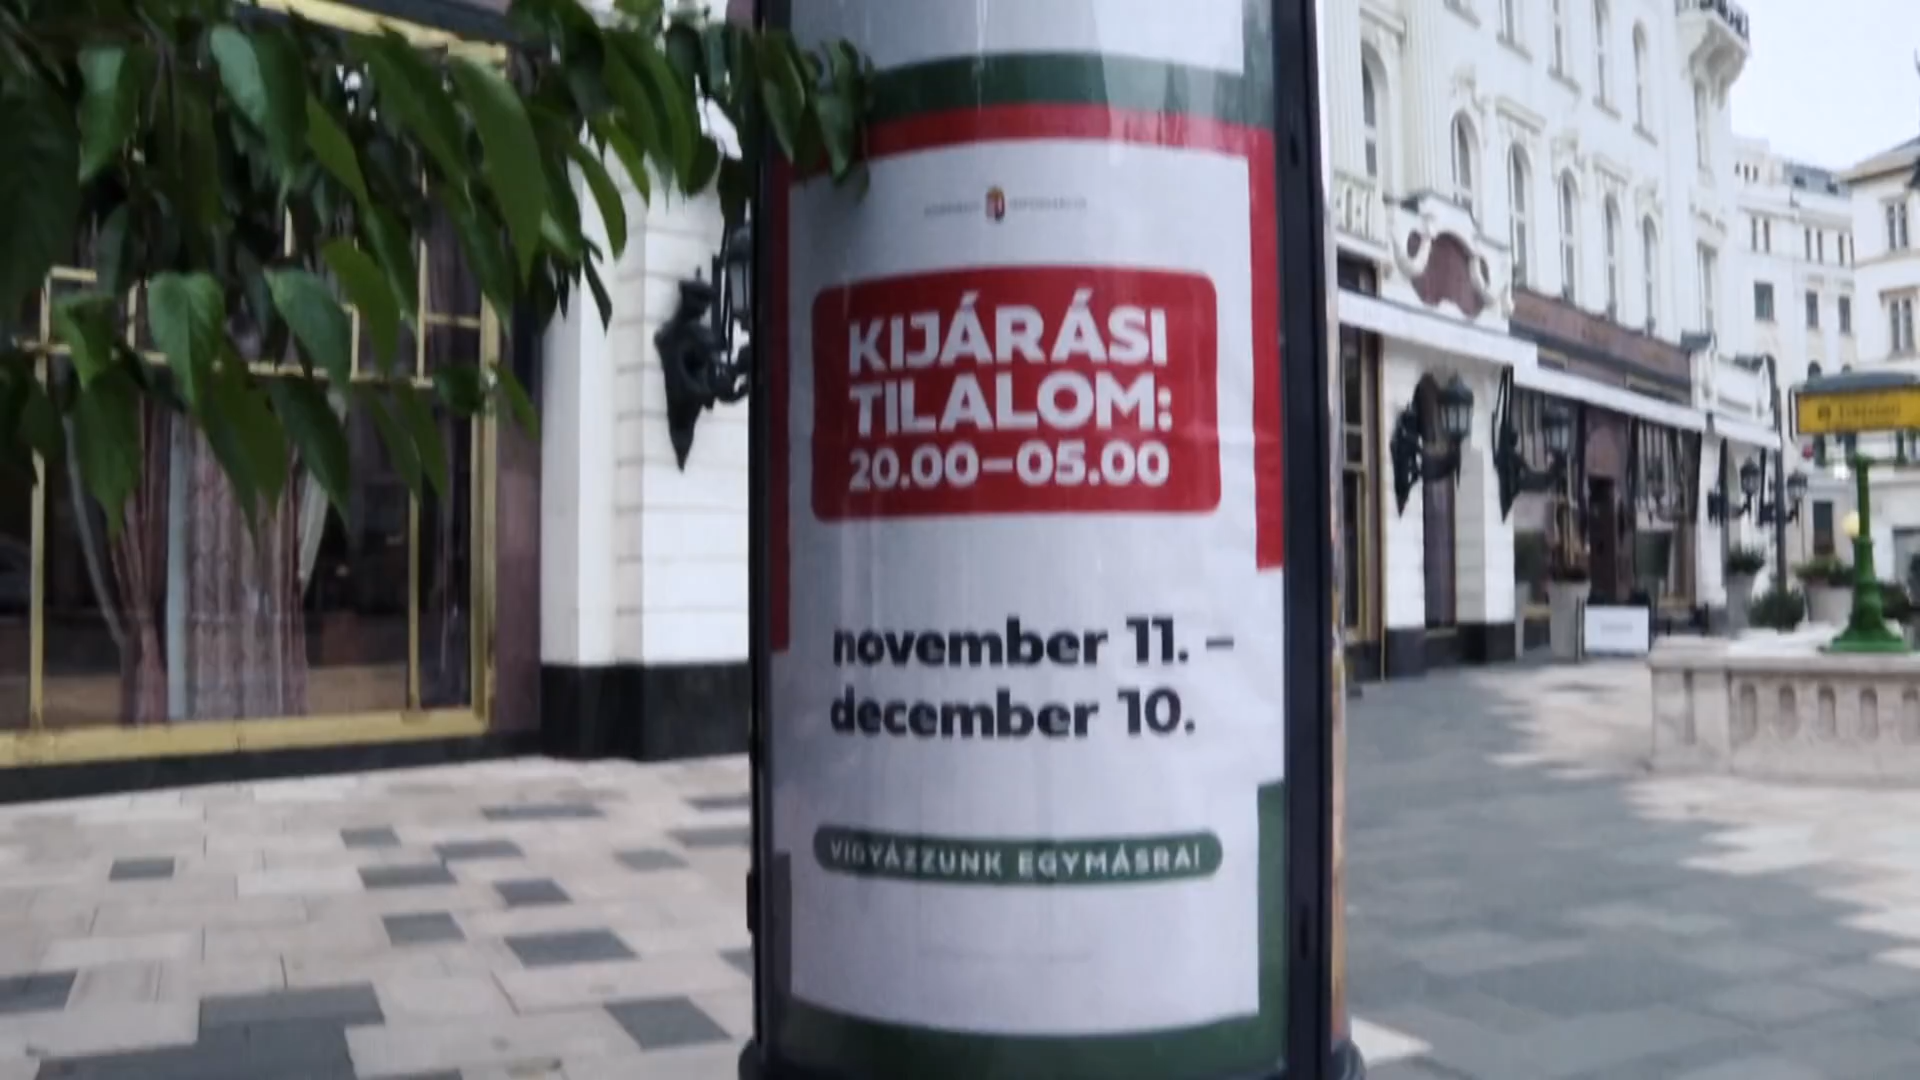 KIJÁRÁSI
TILALOM:
20.00–05.00
november 11. –
december 10.
VIGYÁZZUNK EGYMÁSRA!